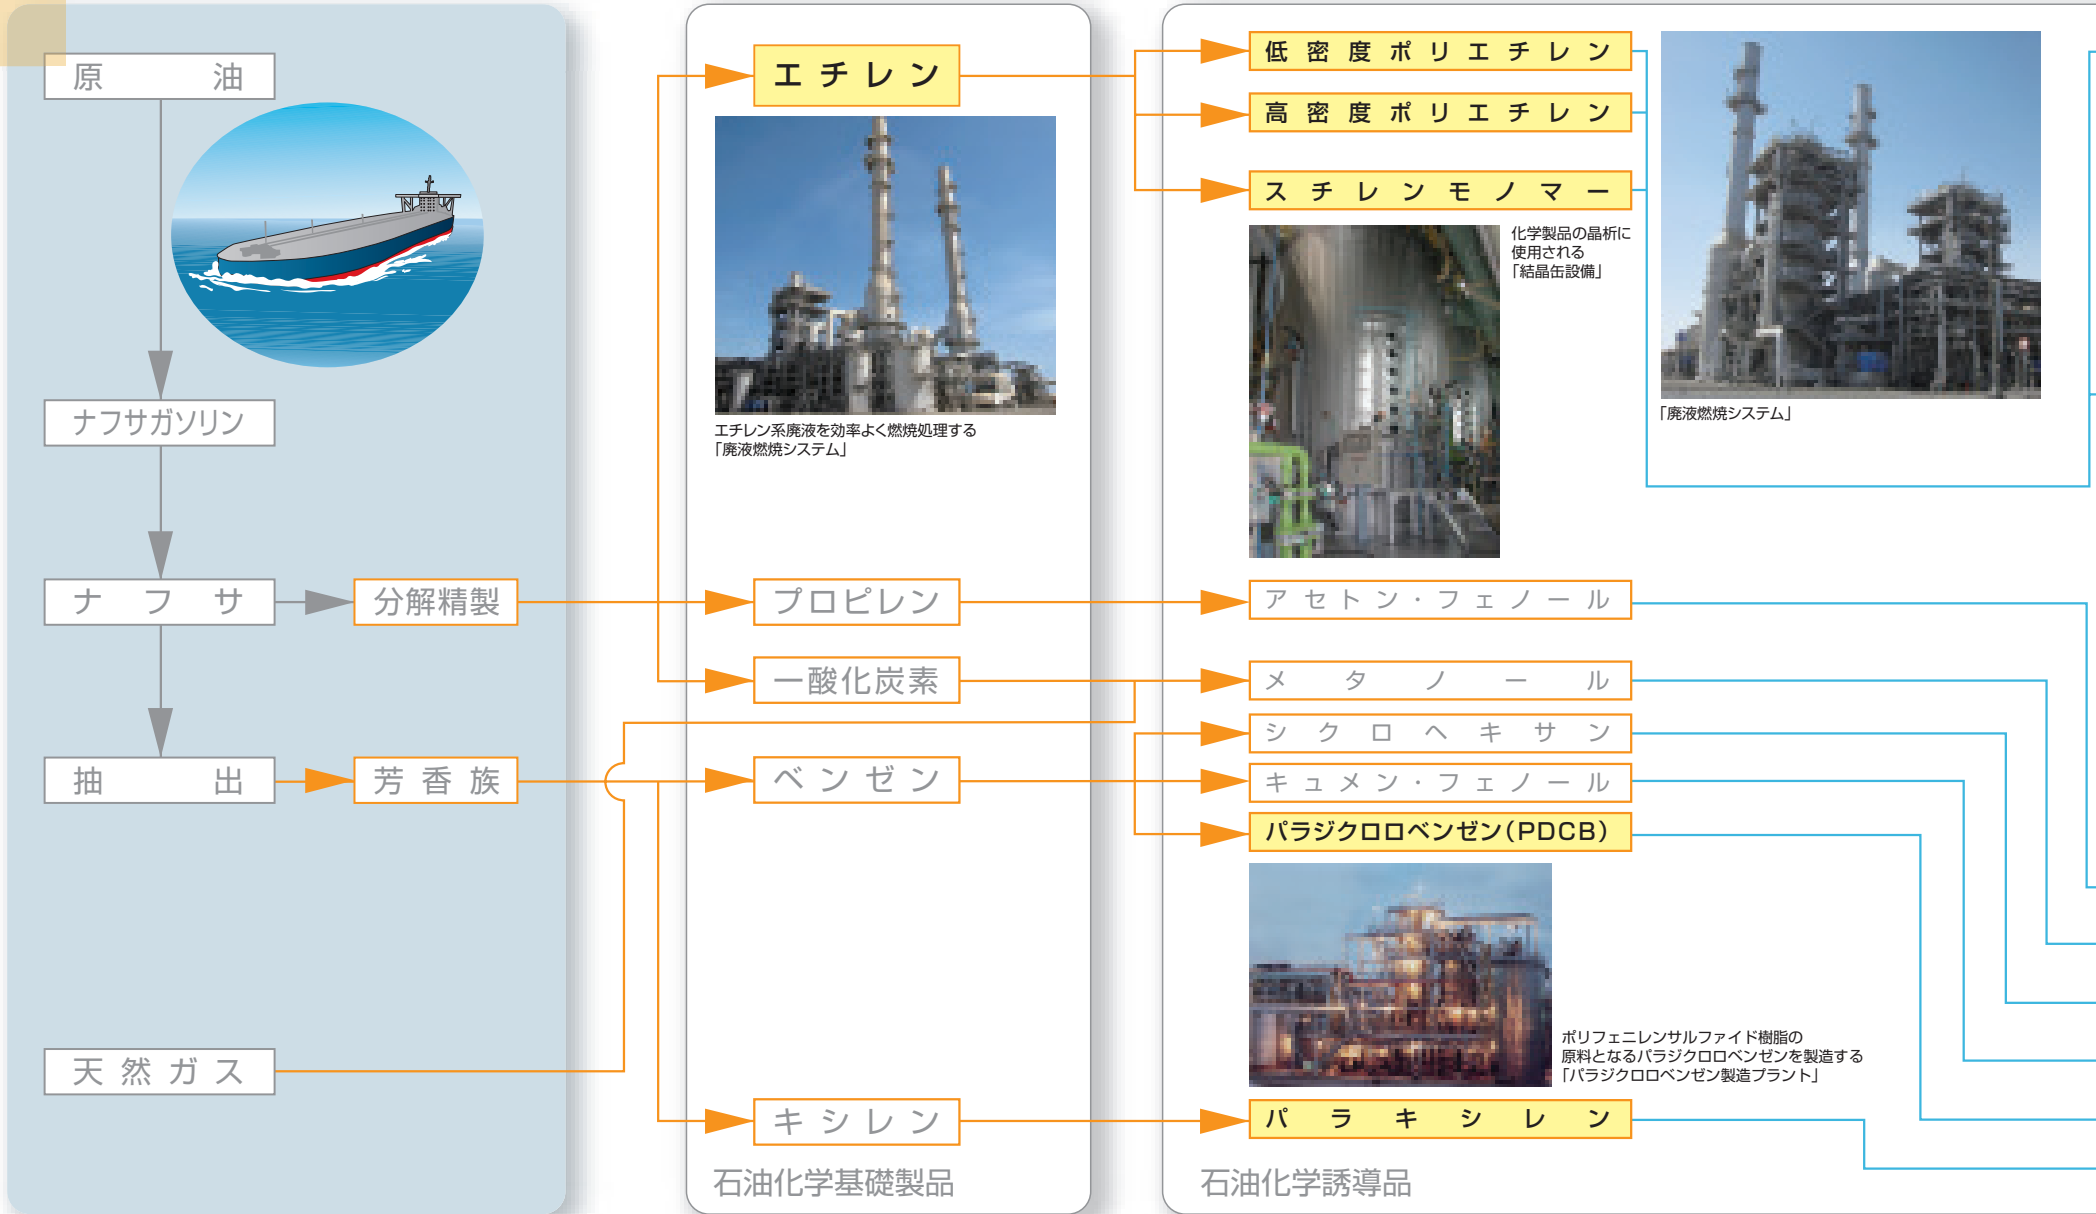 原油
ナフサガソリン
ナフサ
分解精製
抽出
芳香族
天然ガス
エチレン
エチレン系廃液を効率よく燃焼処理する
「廃液燃焼システム」
プロピレン
一酸化炭素
ベンゼン
キシレン
石油化学基礎製品
低密度ポリエチレン
高密度ポリエチレン
スチレンモノマー
化学製品の晶析に
使用される
「結晶缶設備」
「廃液燃焼システム」
アセトン・フェノール
メタノール
シクロヘキサン
キュメン・フェノール
パラジクロロベンゼン(PDCB)
ポリフェニレンサルファイド樹脂の
原料となるパラジクロロベンゼンを製造する
「パラジクロロベンゼン製造プラント」
パラキシレン
石油化学誘導品